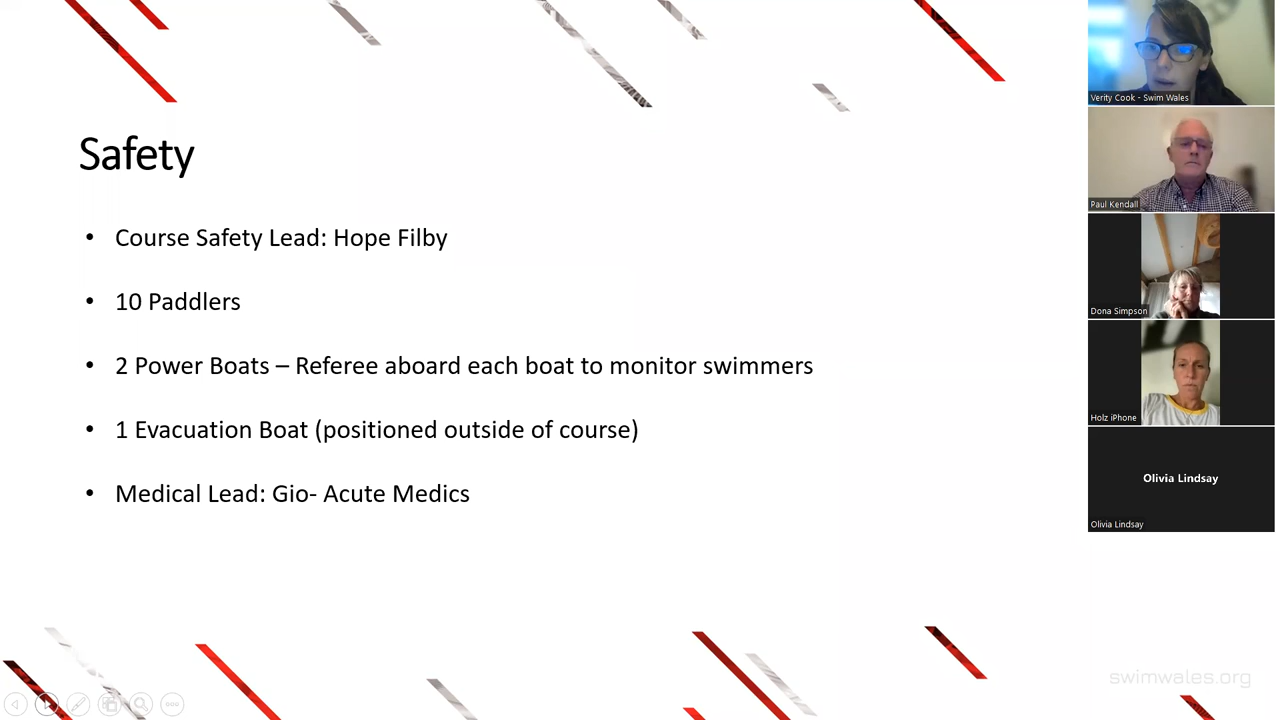 Safety
• Course Safety Lead: Hope Filby
• 10 Paddlers
• 2 Power Boats – Referee aboard each boat to monitor swimmers
• 1 Evacuation Boat (positioned outside of course)
• Medical Lead: Gio- Acute Medics
swimwales.org
Verity Cook - Swim Wales
Paul Kendall
Dona Simpson
Holz iPhone
Olivia Lindsay
Olivia Lindsay